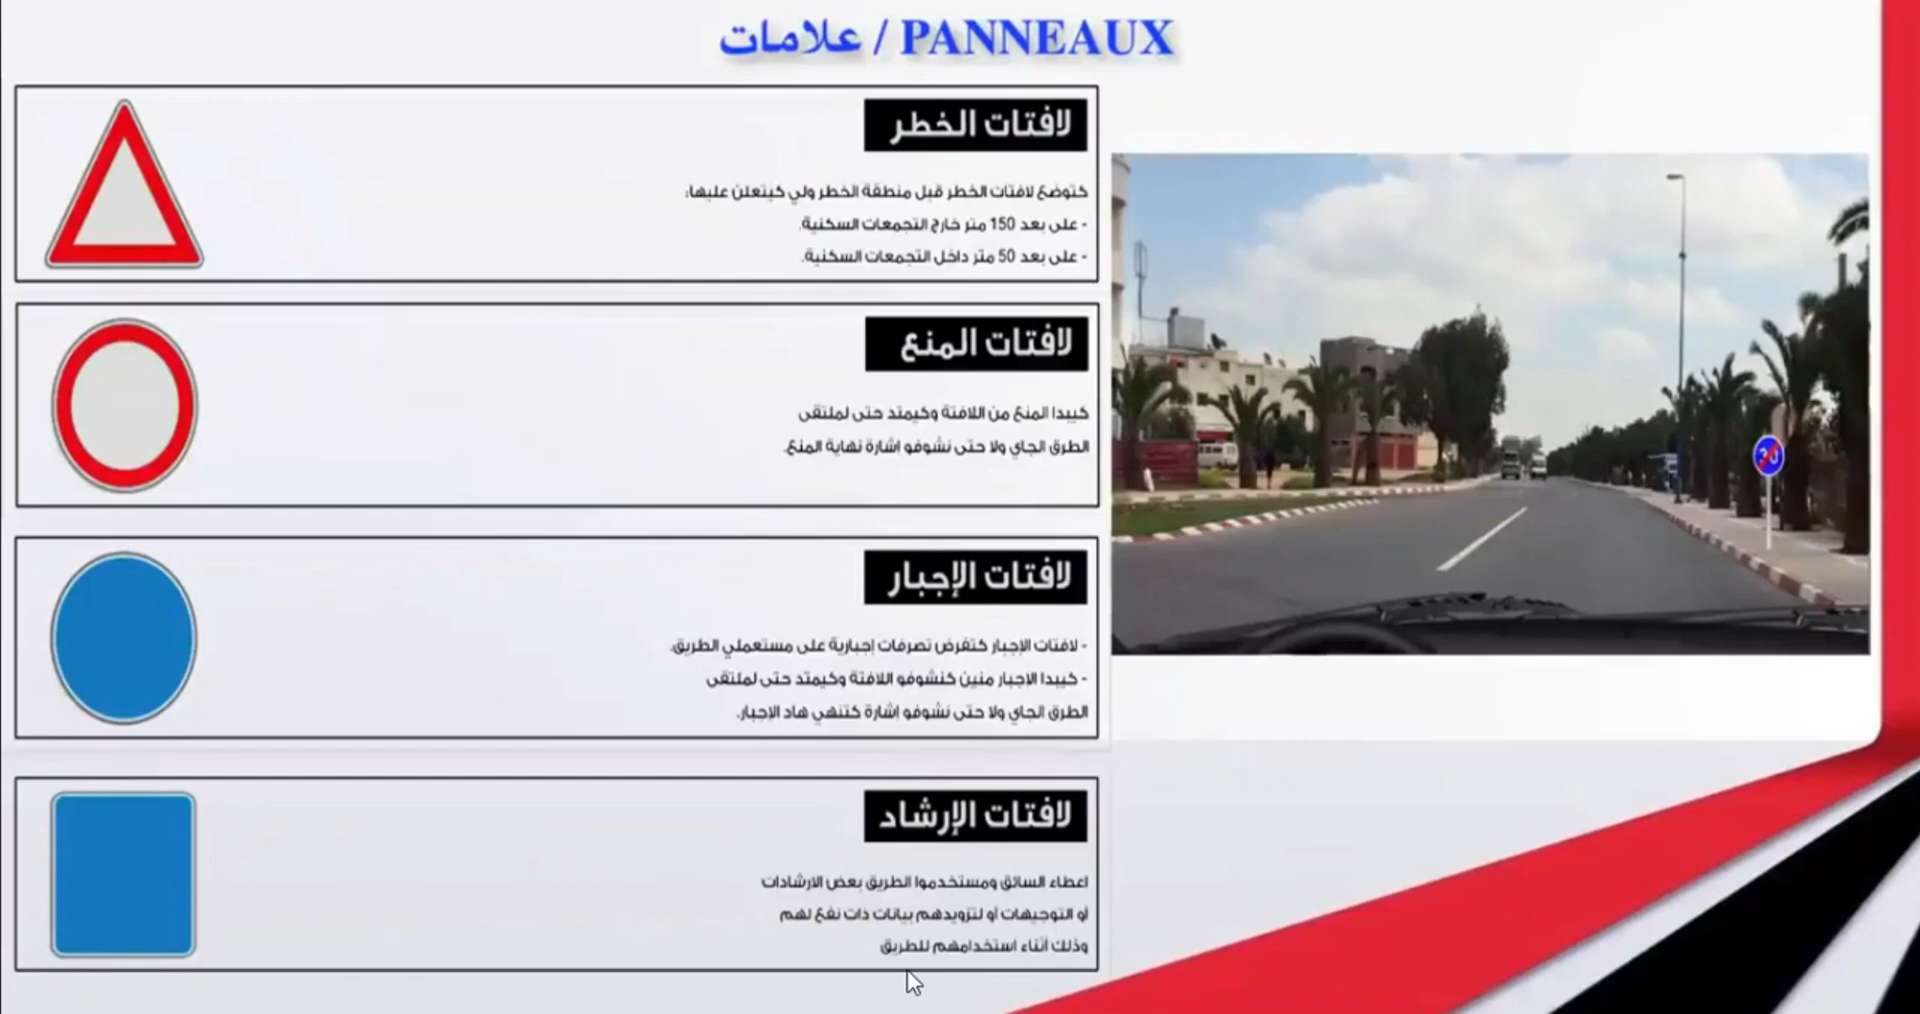 علامات / PANNEAUX
لافتات الخطر
كتوضع لافتات الخطر قبل منطقة الخطر ولي كيتعلن عليها:
- على بعد 150 متر خارج التجمعات السكنية.
- على بعد 50 متر داخل التجمعات السكنية.
لافتات المنع
كيبدا المنع من اللافتة وكيمتد حتى لملتقى
الطرق الجاي ولا حتى نشوفو اشارة نهاية المنع.
لافتات الإجبار
- لافتات الإجبار كتفرض تصرفات إجبارية على مستعملي الطريق.
- كيبدا الاجبار منين كنشوفو اللافتة وكيمتد حتى لملتقى
الطرق الجاي ولا حتى نشوفو اشارة كتنهي هاد الإجبار.
لافتات الإرشاد
اعطاء السائق ومستخدموا الطريق بعض الارشادات
أو التوجيهات أو لتزويدهم بيانات ذات نفع لهم
وذلك أثناء استخدامهم للطريق
30